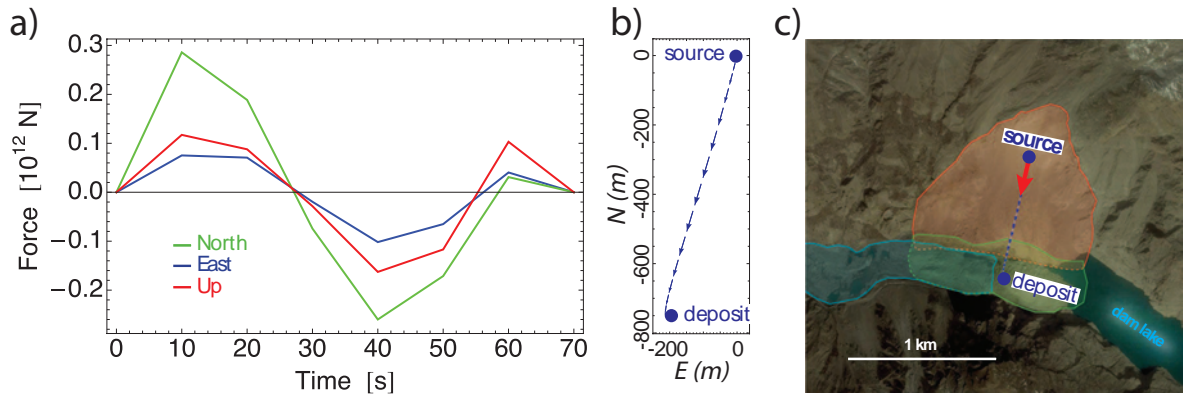 a)
Force [10^12 N]
0.3
0.2
0.1
0.0
−0.1
−0.2
North
East
Up
0 10 20 30 40 50 60 70
Time [s]
b)
N (m)
0
-200
-400
-600
-800
source
deposit
-200 0
E (m)
c)
source
deposit
dam lake
1 km